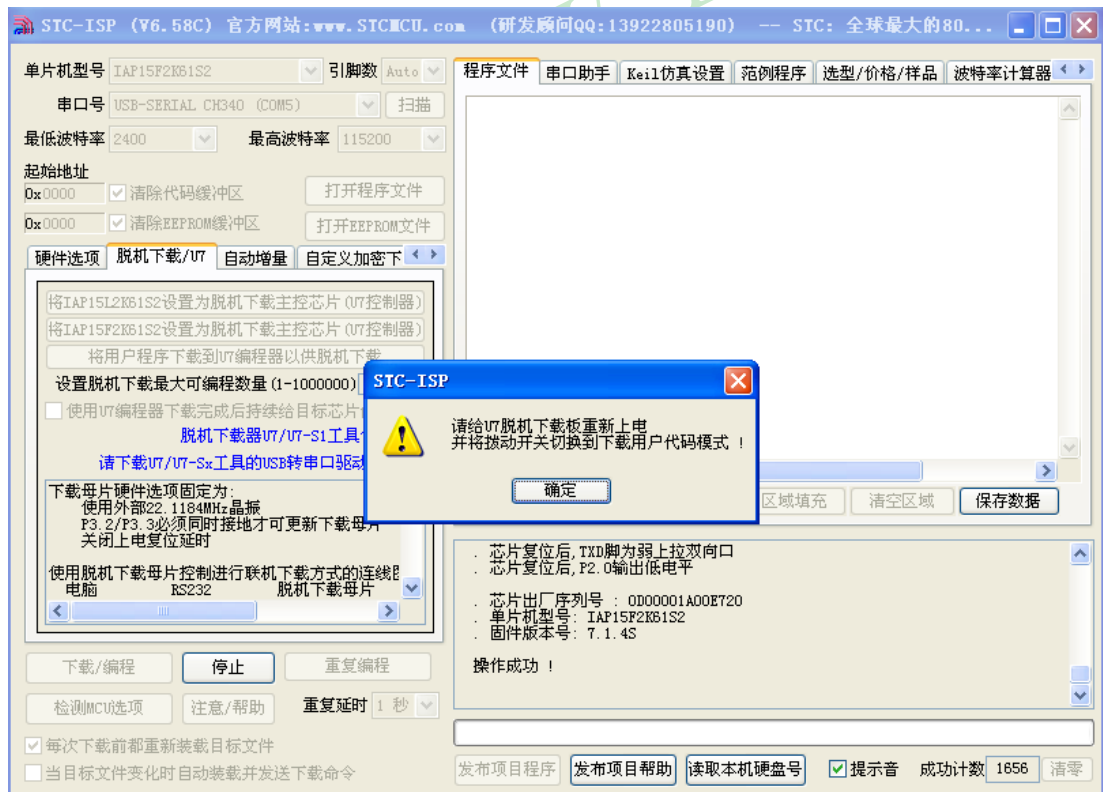 STC-ISP (V6.58C) 官方网站:www.STCMCU.com (研发顾问QQ:13922805190) -- STC: 全球最大的80...
单片机型号 IAP15F2K61S2 引脚数 Auto
串口号 USB-SERIAL CH340 (COM5) 扫描
最低波特率 2400 最高波特率 115200
起始地址
0x0000 清除代码缓冲区 打开程序文件
0x0000 清除EEPROM缓冲区 打开EEPROM文件
硬件选项 脱机下载/U7 自动增量 自定义加密下
将IAP15L2K61S2设置为脱机下载主控芯片(U7控制器)
将IAP15F2K61S2设置为脱机下载主控芯片(U7控制器)
将用户程序下载到U7编程器以供脱机下载
设置脱机下载最大可编程数量(1-1000000)
使用U7编程器下载完成后持续给目标芯片
脱机下载器U7/U7-S1工具
请下载U7/U7-Sx工具的USB转串口驱动
下载母片硬件选项固定为:
使用外部22.1184MHz晶振
P3.2/P3.3必须同时接地才可更新下载母片
关闭上电复位延时
使用脱机下载母片控制进行联机下载方式的连线
电脑 RS232 脱机下载母片
下载/编程 停止 重复编程
检测MCU选项 注意/帮助 重复延时 1 秒
每次下载前都重新装载目标文件
当目标文件变化时自动装载并发送下载命令
程序文件 串口助手 Keil仿真设置 范例程序 选型/价格/样品 波特率计算器
STC-ISP
请给U7脱机下载板重新上电
并将拨动开关切换到下载用户代码模式 !
确定
区域填充 清空区域 保存数据
. 芯片复位后,TXD脚为弱上拉双向口
. 芯片复位后,P2.0输出低电平
. 芯片出厂序列号 : 0D00001A00E720
. 单片机型号: IAP15F2K61S2
. 固件版本号: 7.1.4S
操作成功 !
发布项目程序 发布项目帮助 读取本机硬盘号 提示音 成功计数 1656 清零